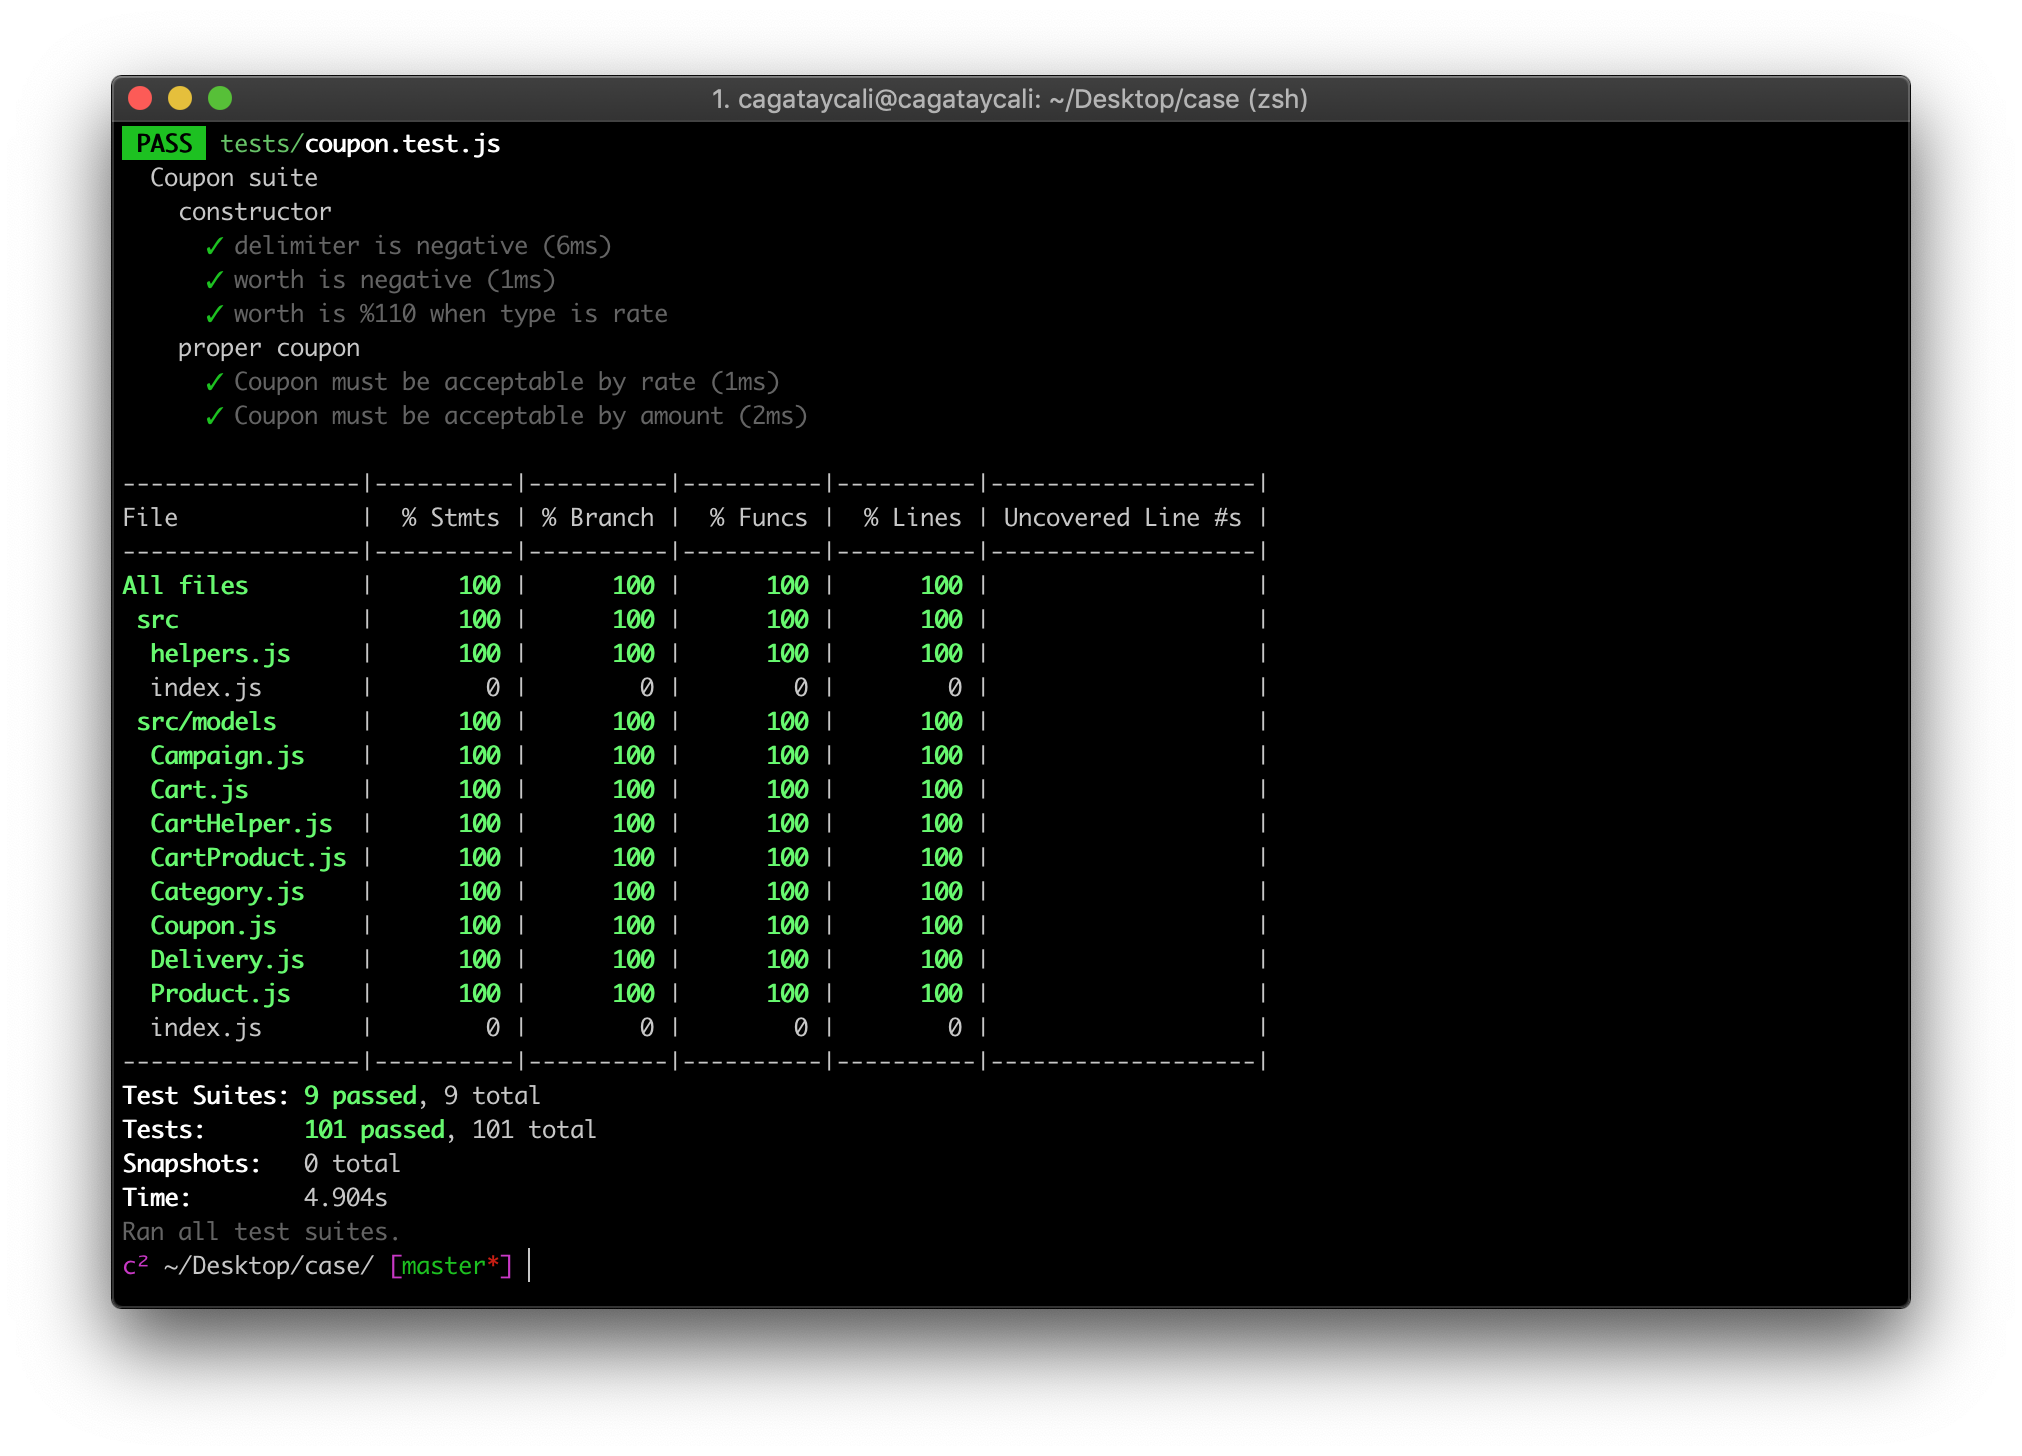 1. cagataycali@cagataycali: ~/Desktop/case (zsh)
PASS tests/coupon.test.js
  Coupon suite
    constructor
      ✓ delimiter is negative (6ms)
      ✓ worth is negative (1ms)
      ✓ worth is %110 when type is rate
    proper coupon
      ✓ Coupon must be acceptable by rate (1ms)
      ✓ Coupon must be acceptable by amount (2ms)

-----------------|----------|----------|----------|----------|-------------------|
File             |  % Stmts | % Branch |  % Funcs |  % Lines | Uncovered Line #s |
-----------------|----------|----------|----------|----------|-------------------|
All files        |      100 |      100 |      100 |      100 |                   |
 src             |      100 |      100 |      100 |      100 |                   |
  helpers.js     |      100 |      100 |      100 |      100 |                   |
  index.js       |        0 |        0 |        0 |        0 |                   |
 src/models      |      100 |      100 |      100 |      100 |                   |
  Campaign.js    |      100 |      100 |      100 |      100 |                   |
  Cart.js        |      100 |      100 |      100 |      100 |                   |
  CartHelper.js  |      100 |      100 |      100 |      100 |                   |
  CartProduct.js |      100 |      100 |      100 |      100 |                   |
  Category.js    |      100 |      100 |      100 |      100 |                   |
  Coupon.js      |      100 |      100 |      100 |      100 |                   |
  Delivery.js    |      100 |      100 |      100 |      100 |                   |
  Product.js     |      100 |      100 |      100 |      100 |                   |
  index.js       |        0 |        0 |        0 |        0 |                   |
-----------------|----------|----------|----------|----------|-------------------|
Test Suites: 9 passed, 9 total
Tests:       101 passed, 101 total
Snapshots:   0 total
Time:        4.904s
Ran all test suites.
c² ~/Desktop/case/ [master*]